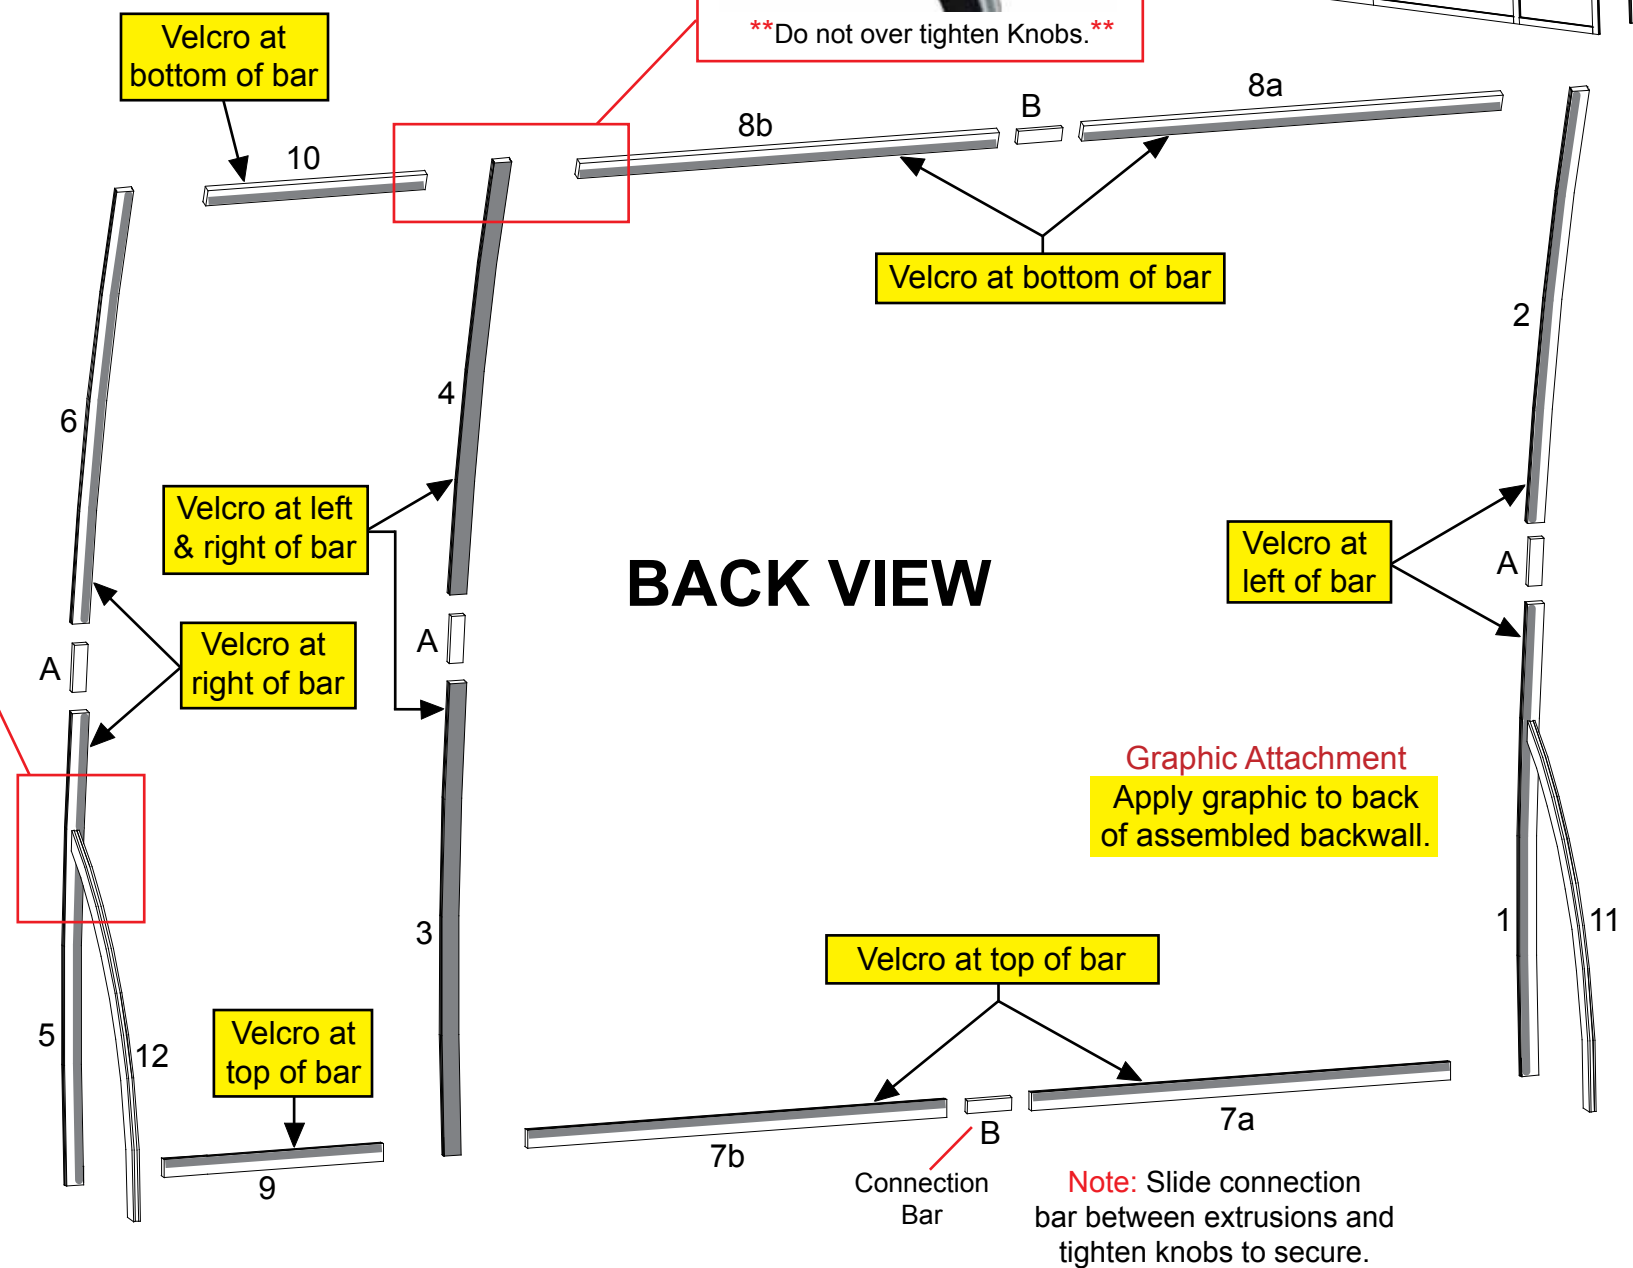 **Do not over tighten Knobs.**
Velcro at
bottom of bar
10
8b
B
8a
Velcro at bottom of bar
6
4
2
Velcro at left
& right of bar
BACK VIEW
Velcro at
left of bar
A
A
A
Velcro at
right of bar
Graphic Attachment
Apply graphic to back
of assembled backwall.
3
1
11
Velcro at top of bar
5
12
Velcro at
top of bar
9
7b
B
7a
Connection
Bar
Note: Slide connection
bar between extrusions and
tighten knobs to secure.